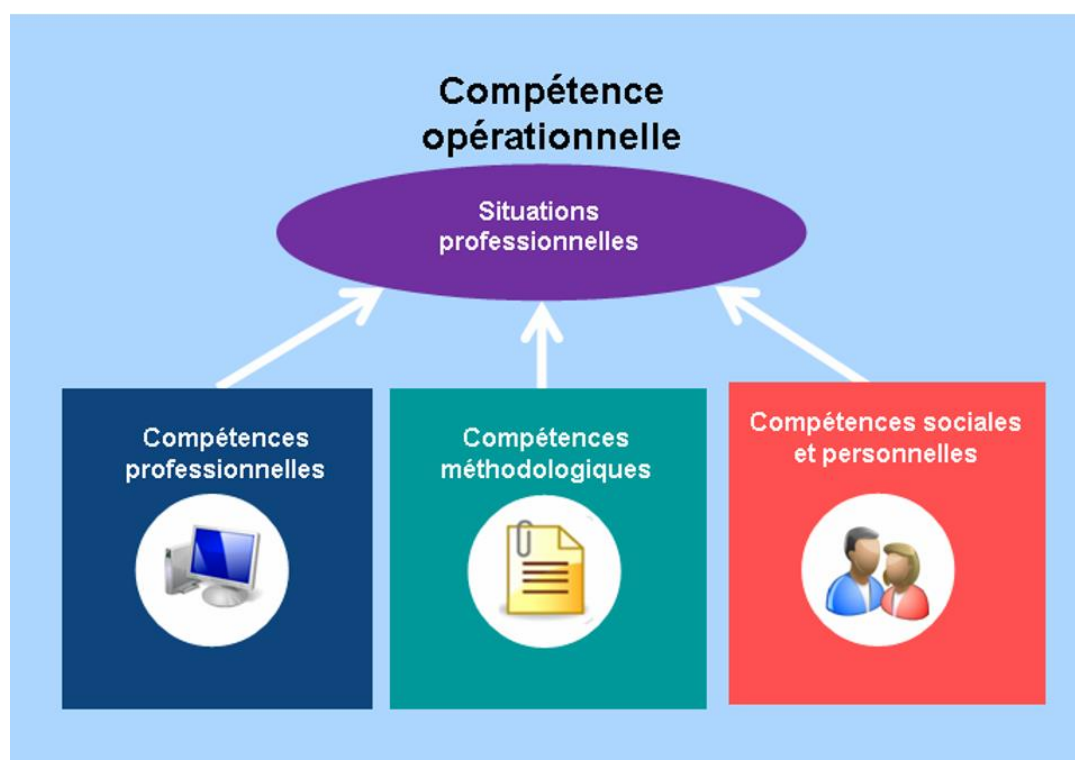 Compétence
opérationnelle
Situations
professionnelles
Compétences
professionnelles
Compétences
méthodologiques
Compétences sociales
et personnelles